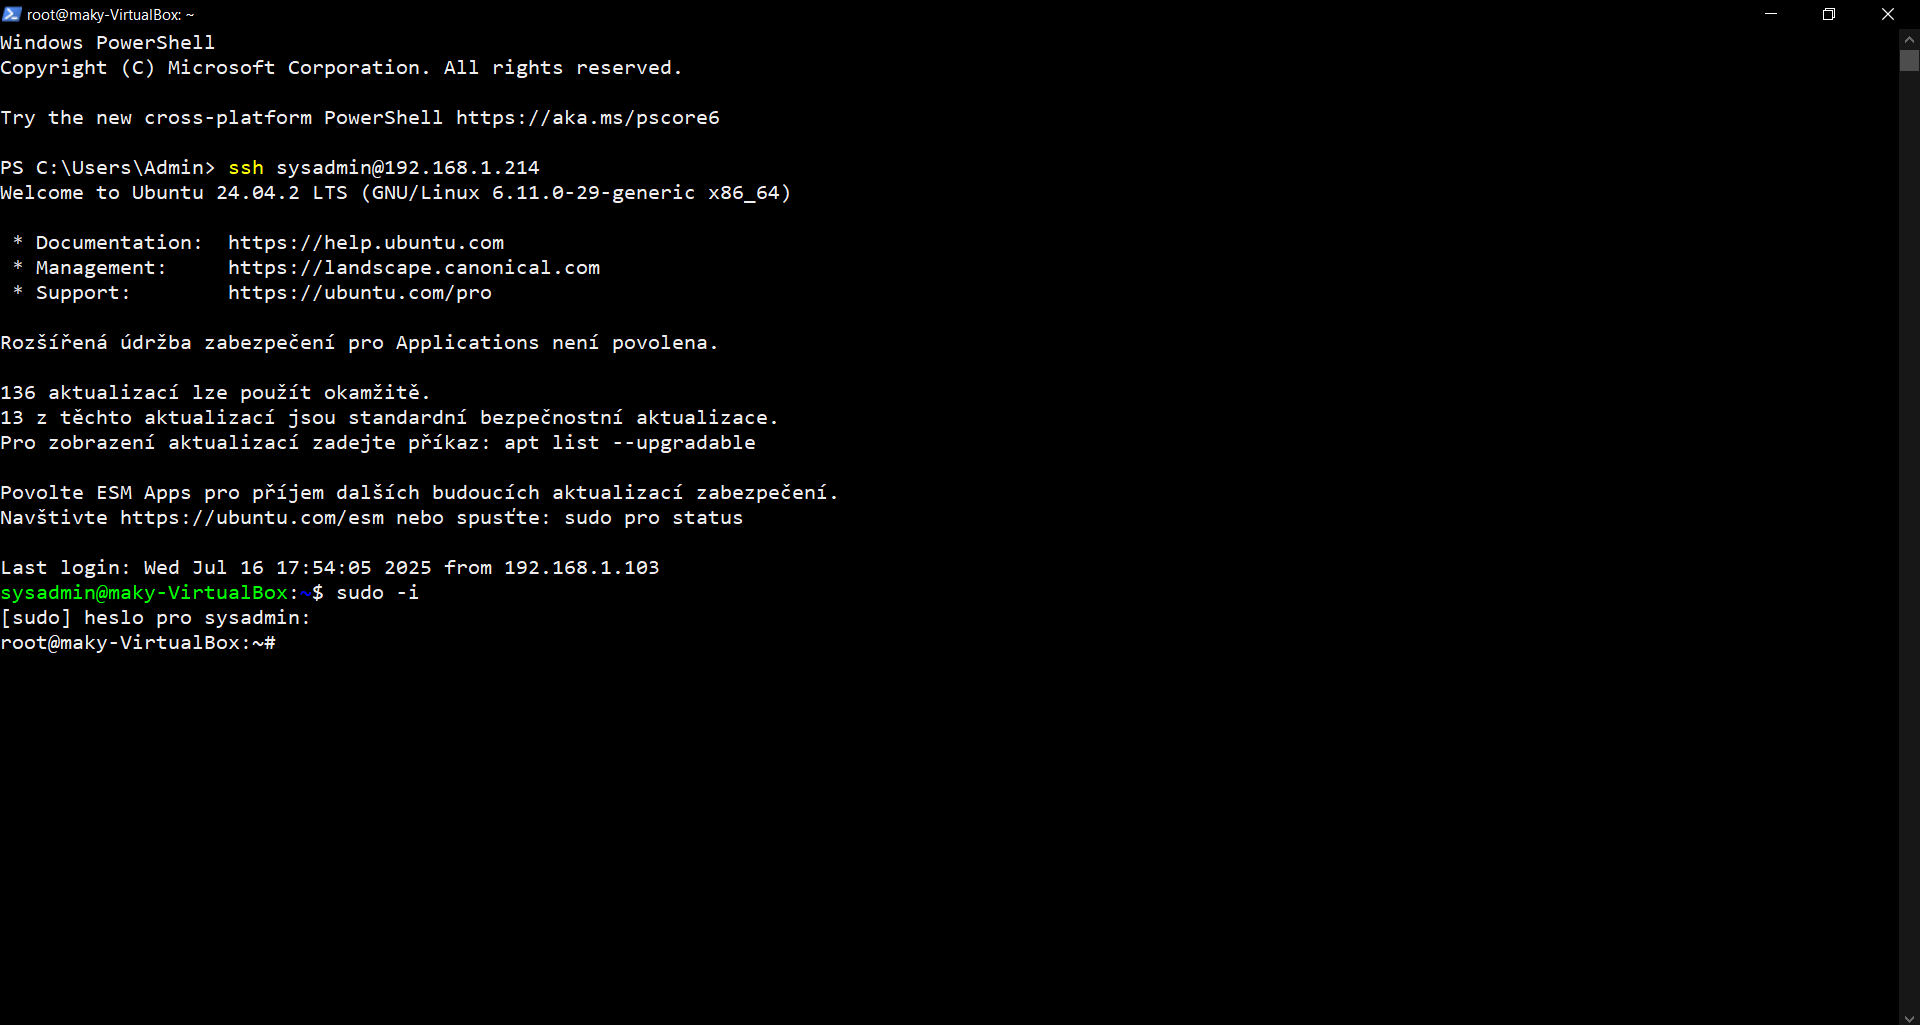 root@maky-VirtualBox: ~
Windows PowerShell
Copyright (C) Microsoft Corporation. All rights reserved.
Try the new cross-platform PowerShell https://aka.ms/pscore6
PS C:\Users\Admin> ssh sysadmin@192.168.1.214
Welcome to Ubuntu 24.04.2 LTS (GNU/Linux 6.11.0-29-generic x86_64)
 * Documentation:  https://help.ubuntu.com
 * Management:     https://landscape.canonical.com
 * Support:        https://ubuntu.com/pro
Rozšířená údržba zabezpečení pro Applications není povolena.
136 aktualizací lze použít okamžitě.
13 z těchto aktualizací jsou standardní bezpečnostní aktualizace.
Pro zobrazení aktualizací zadejte příkaz: apt list --upgradable
Povolte ESM Apps pro příjem dalších budoucích aktualizací zabezpečení.
Navštivte https://ubuntu.com/esm nebo spusťte: sudo pro status
Last login: Wed Jul 16 17:54:05 2025 from 192.168.1.103
sysadmin@maky-VirtualBox:~$ sudo -i
[sudo] heslo pro sysadmin:
root@maky-VirtualBox:~#